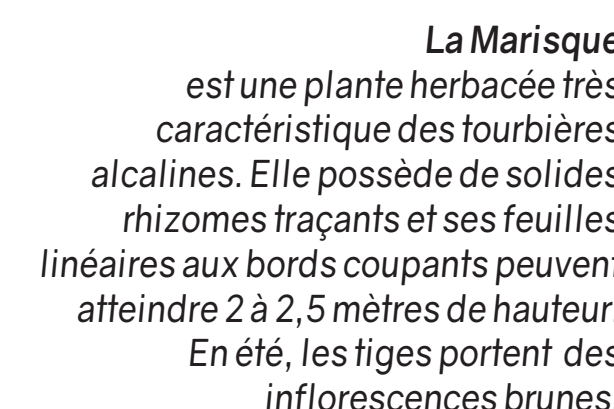 La Marisque
est une plante herbacée très
caractéristique des tourbières
alcalines. Elle possède de solides
rhizomes traçants et ses feuilles
linéaires aux bords coupants peuvent
atteindre 2 à 2,5 mètres de hauteur.
En été, les tiges portent des
inflorescences brunes.